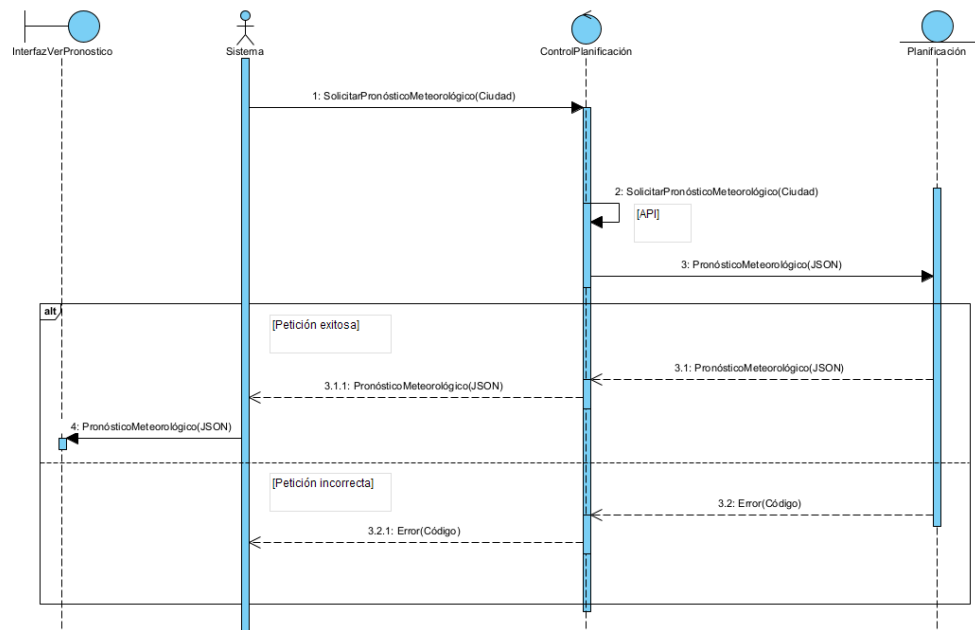 InterfazVerPronostico
Sistema
ControlPlanificación
Planificación
1: SolicitarPronósticoMeteorológico(Ciudad)
2: SolicitarPronósticoMeteorológico(Ciudad)
[API]
3: PronósticoMeteorológico(JSON)
alt
[Petición exitosa]
3.1: PronósticoMeteorológico(JSON)
3.1.1: PronósticoMeteorológico(JSON)
4: PronósticoMeteorológico(JSON)
[Petición incorrecta]
3.2: Error(Código)
3.2.1: Error(Código)